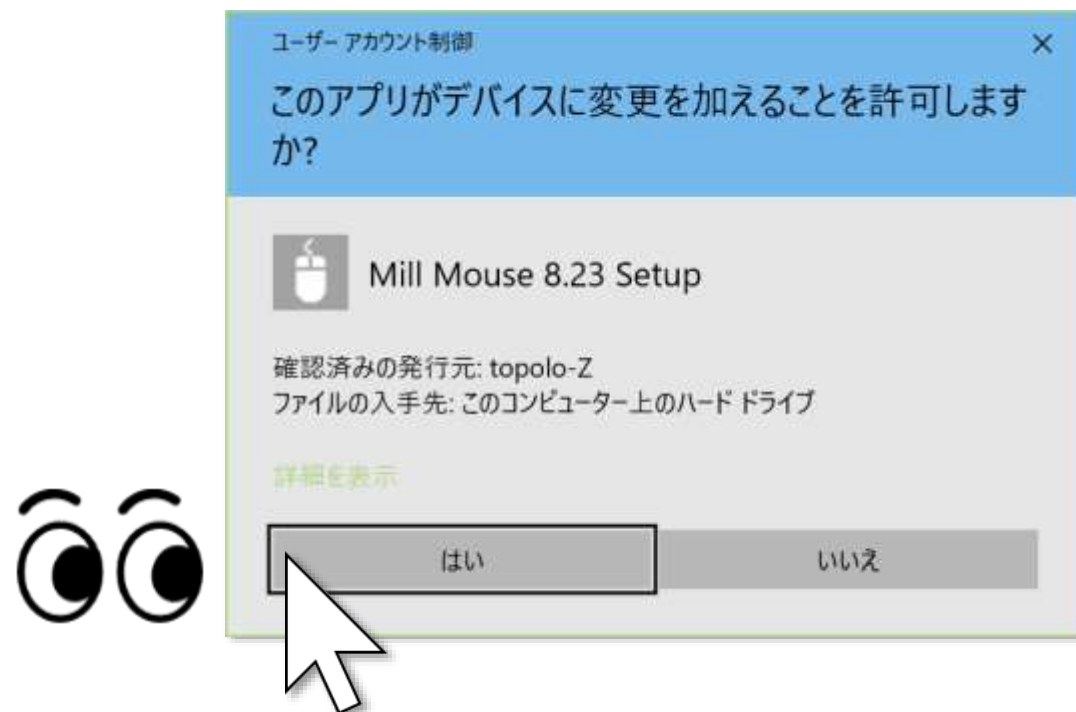 ユーザー アカウント制御
このアプリがデバイスに変更を加えることを許可します
か?
Mill Mouse 8.23 Setup
確認済みの発行元: topolo-Z
ファイルの入手先: このコンピューター上のハード ドライブ
詳細を表示
はい
いいえ